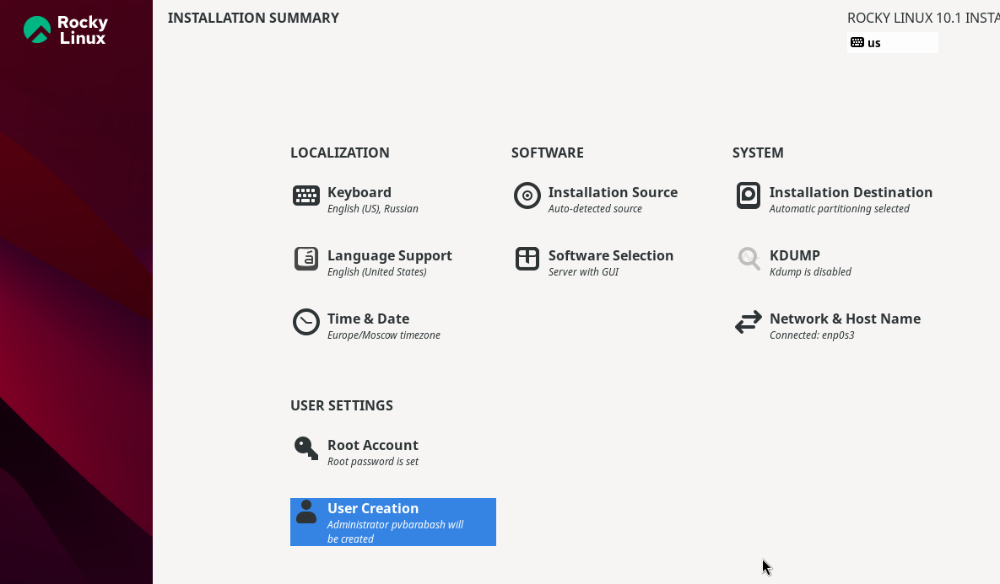 Rocky
Linux
INSTALLATION SUMMARY
ROCKY LINUX 10.1 INSTA
us
LOCALIZATION
Keyboard
English (US), Russian
Language Support
English (United States)
Time & Date
Europe/Moscow timezone
SOFTWARE
Installation Source
Auto-detected source
Software Selection
Server with GUI
SYSTEM
Installation Destination
Automatic partitioning selected
KDUMP
Kdump is disabled
Network & Host Name
Connected: enp0s3
USER SETTINGS
Root Account
Root password is set
User Creation
Administrator pvbarabash will
be created